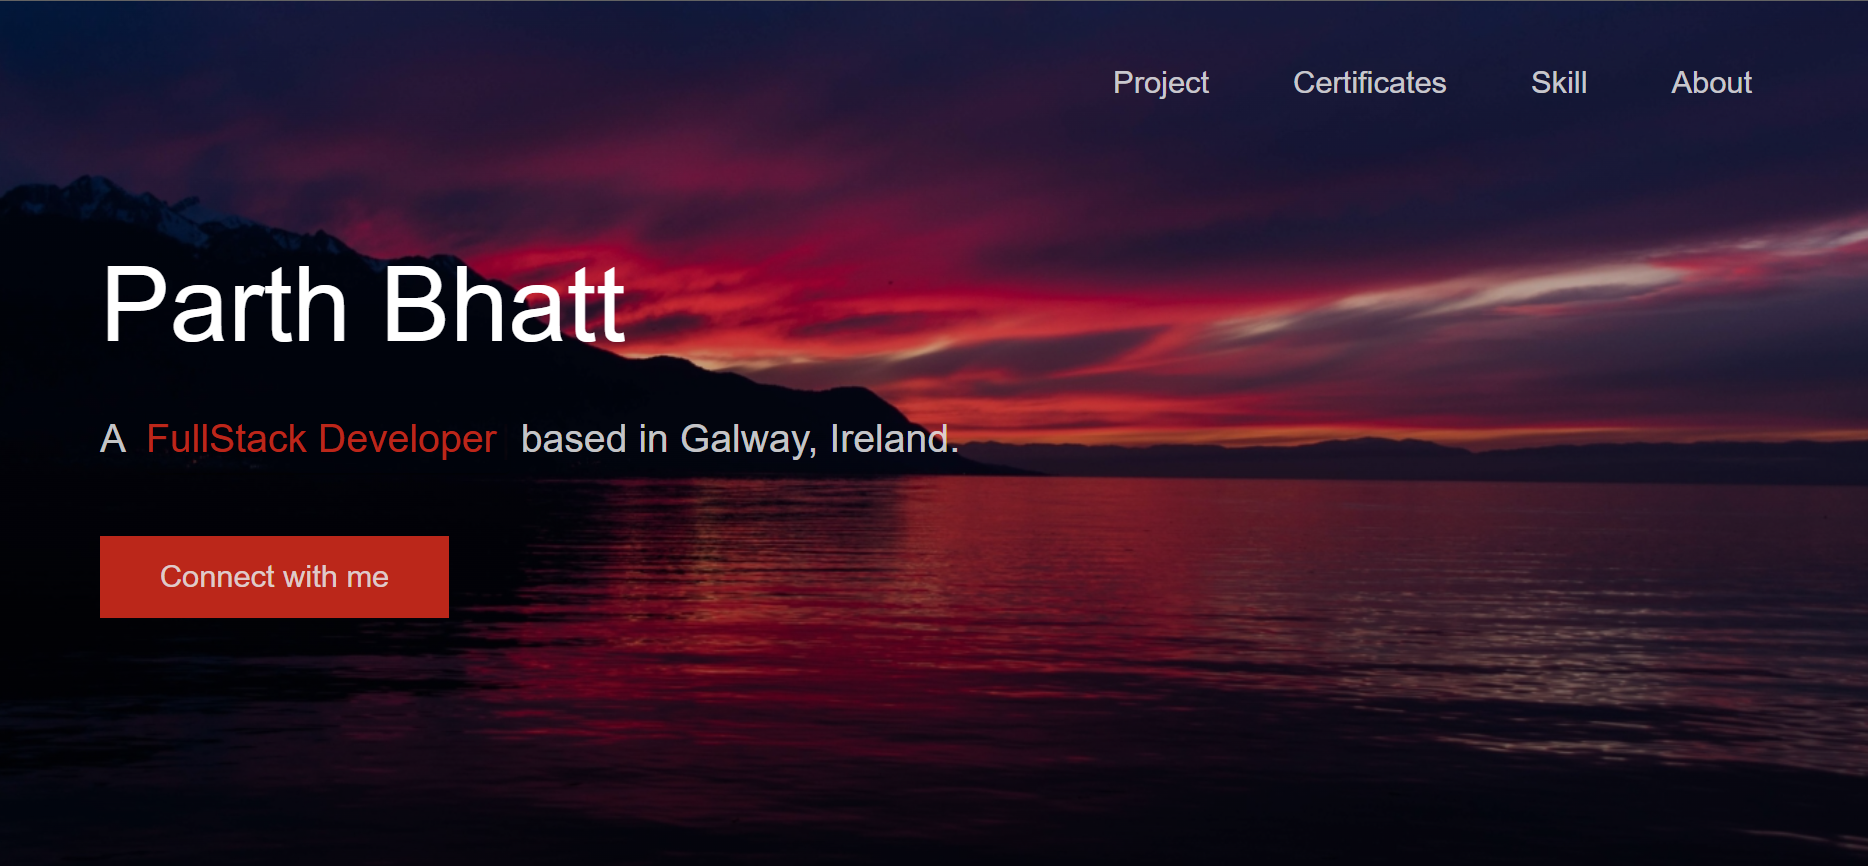 Project Certificates Skill About
Parth Bhatt
A FullStack Developer based in Galway, Ireland.
Connect with me